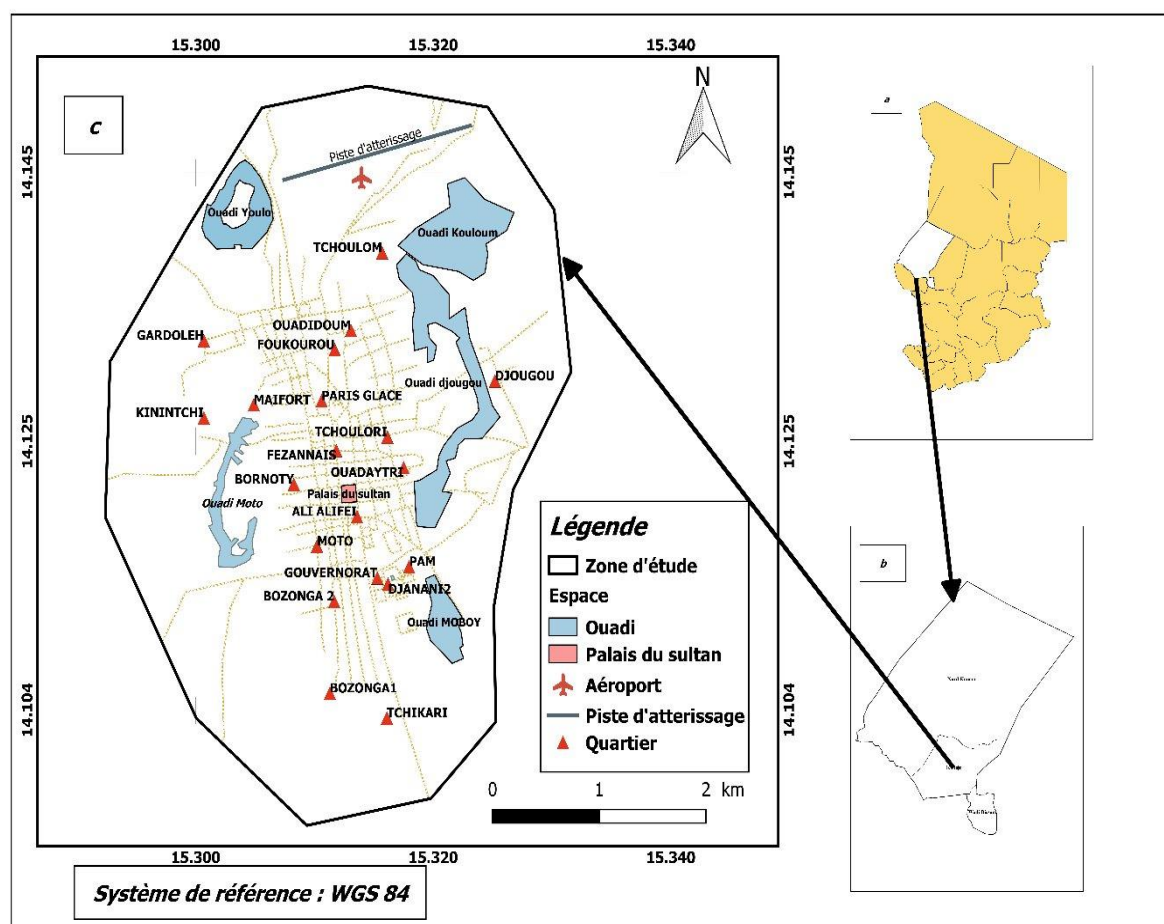 15.300 15.320 15.340
c
N
14.145
14.145
Piste d'atterissage
Ouadi Youlo
Ouadi Kouloum
TCHOULOM
OUADIDOUM
GARDOLEH
FOUKOUROU
Ouadi djougou
DJOUGOU
MAIFORT
PARIS GLACE
KININTCHI
TCHOULORI
14.125
14.125
FEZANNAIS
OUADAYTRI
BORNOTY
Palais du sultan
Ouadi Moto
ALI ALIFEI
MOTO
PAM
GOUVERNORAT
DJANANI2
BOZONGA 2
Ouadi MOBOY
BOZONGA1
TCHIKARI
14.104
14.104
Légende
Zone d'étude
Espace
Ouadi
Palais du sultan
Aéroport
Piste d'atterissage
Quartier
0 1 2 km
15.300 15.320 15.340
Système de référence : WGS 84
a
b
Nord Kanem